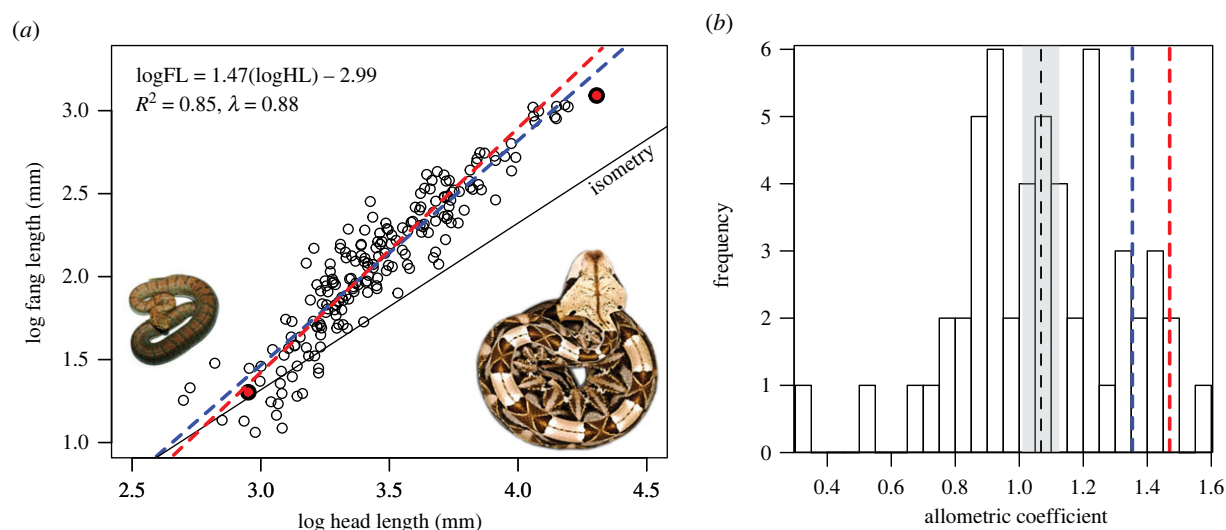 (a)
logFL = 1.47(logHL) – 2.99
R² = 0.85, λ = 0.88
isometry
log fang length (mm)
3.0
2.5
2.0
1.5
1.0
2.5 3.0 3.5 4.0 4.5
log head length (mm)
(b)
frequency
6
5
4
3
2
1
0
0.4 0.6 0.8 1.0 1.2 1.4 1.6
allometric coefficient